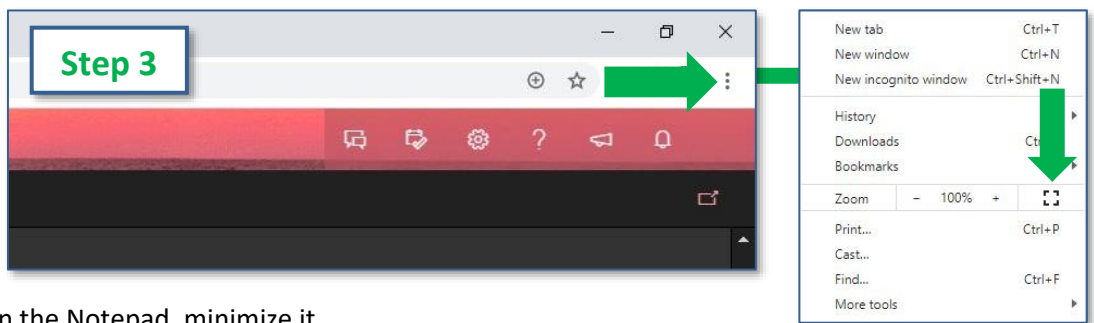 Step 3
New tab Ctrl+T
New window Ctrl+N
New incognito window Ctrl+Shift+N
History
Downloads
Bookmarks
Zoom - 100% +
Print... Ctrl+P
Cast...
Find... Ctrl+F
More tools
the Notepad, minimize it